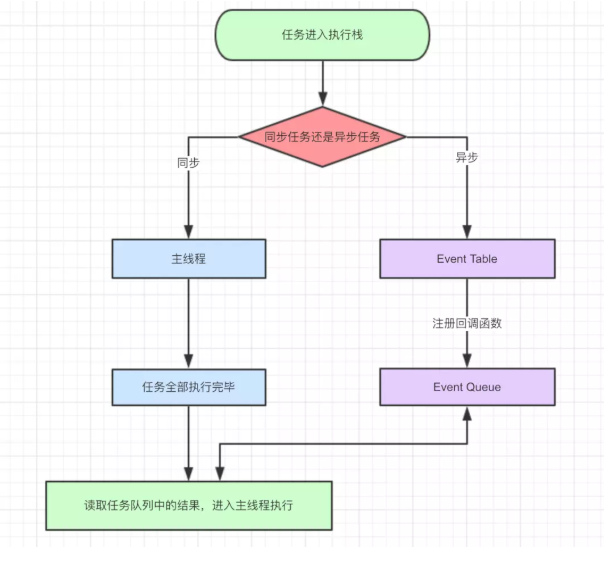 任务进入执行栈
同步任务还是异步任务
同步
异步
主线程
Event Table
注册回调函数
任务全部执行完毕
Event Queue
读取任务队列中的结果，进入主线程执行